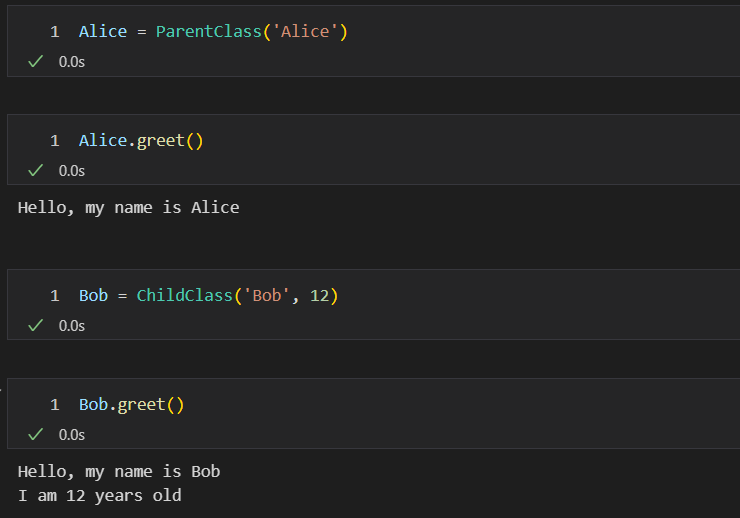 1 Alice = ParentClass('Alice')
0.0s
1 Alice.greet()
0.0s
Hello, my name is Alice
1 Bob = ChildClass('Bob', 12)
0.0s
1 Bob.greet()
0.0s
Hello, my name is Bob
I am 12 years old